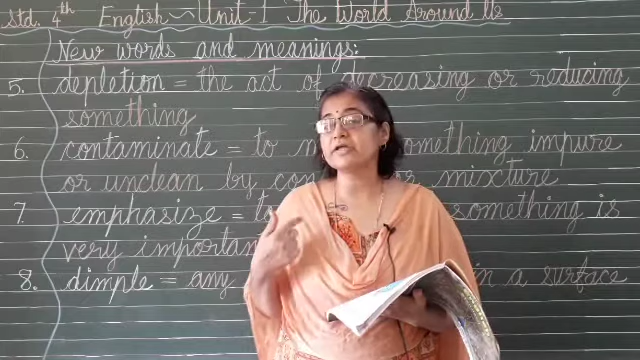 std. 4th English Unit-1 The World Around Us
New words and meanings:
5. depletion = the act of decreasing or reducing
something
6. contaminate = to something impure
or unclean by or mixture
7. emphasize = something is
very important
8. dimple = any in a surface